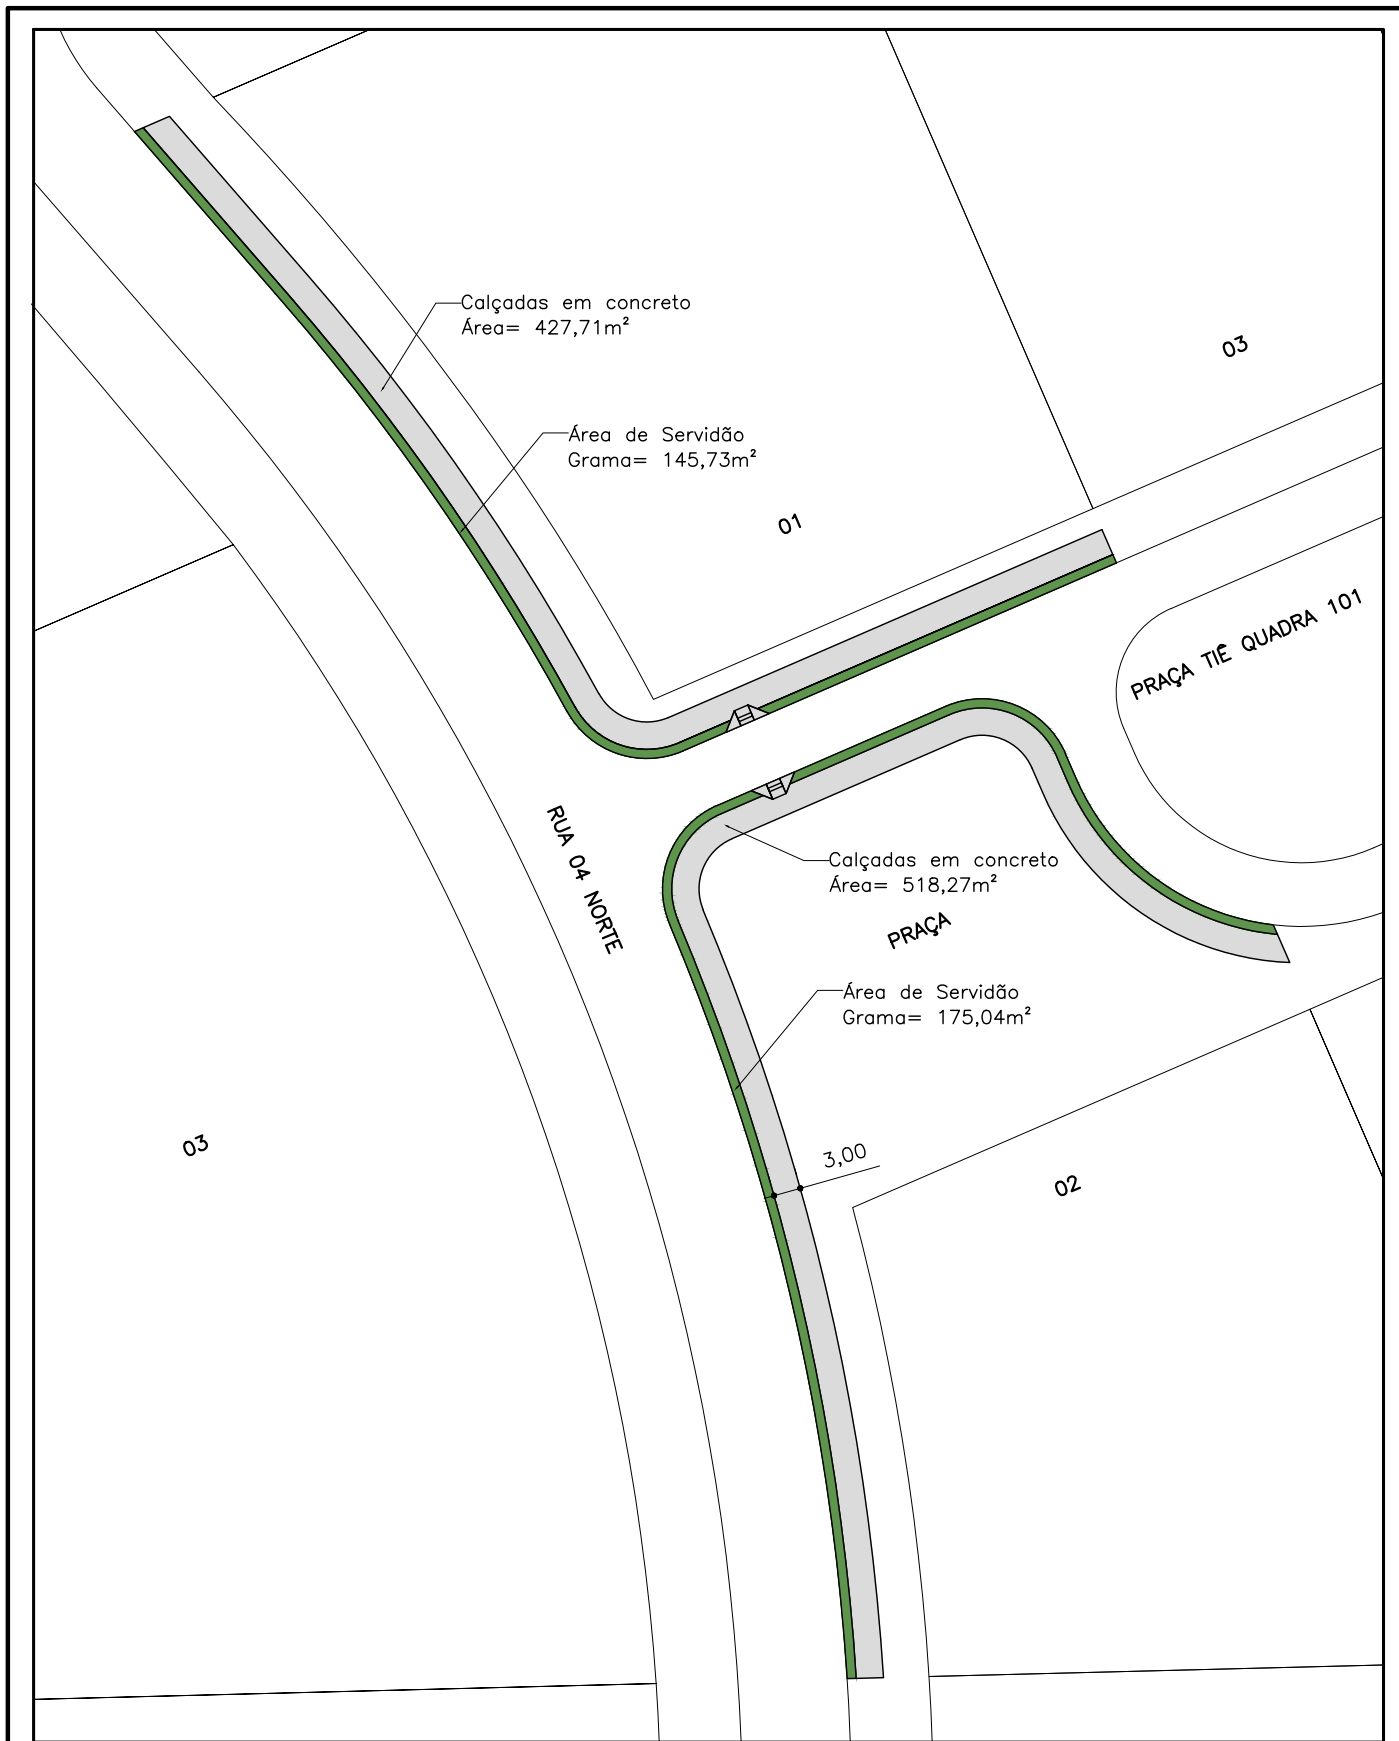 Calçadas em concreto
Área= 427,71m²
03
Área de Servidão
Grama= 145,73m²
01
PRAÇA TIÊ QUADRA 101
RUA 04 NORTE
Calçadas em concreto
Área= 518,27m²
PRAÇA
Área de Servidão
Grama= 175,04m²
03
3,00
02